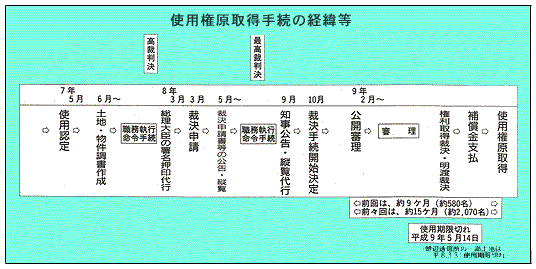 使用権原取得手続の経緯等
高裁判決
最高裁判決
7年
5月
6月～
8年
3月
3月
5月～
9月
10月
9年
2月～
⇨使用認定
⇨土地・物件調書作成
⇨職務執行命令手続
⇨総理大臣の署名押印代行
⇨裁決申請
⇨裁決申請書等の公告・縦覧
⇨職務執行命令手続
⇨知事公告・縦覧代行
⇨裁決手続開始決定
⇨公開審理
審理
⇨権利取得裁決・明渡裁決
⇨補償金支払
⇨使用権原取得
⇦前回は、約9ケ月(約580名)⇨
⇦前々回は、約15ケ月(約2,070名)⇨
使用期限切れ
平成9年5月14日